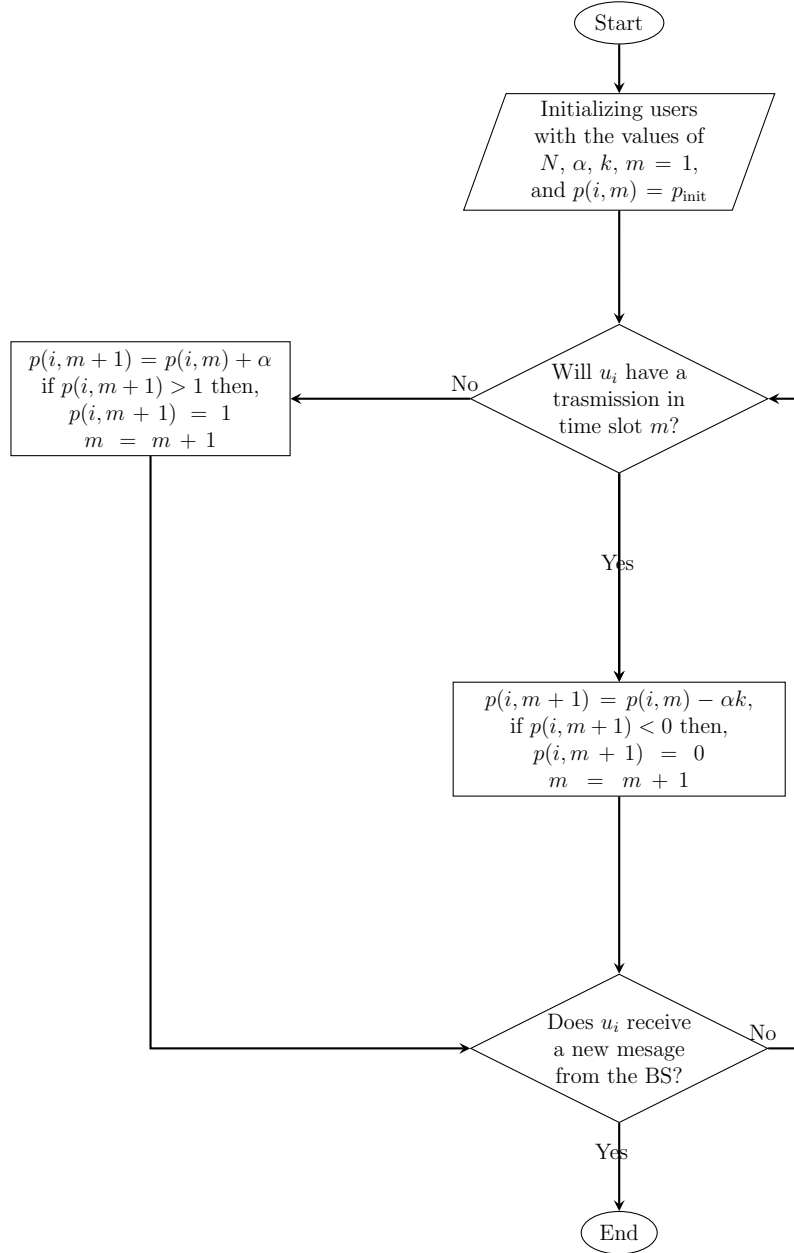 Start
Initializing users
with the values of
N, α, k, m = 1,
and p(i, m) = p_init
Will u_i have a
trasmission in
time slot m?
No
p(i, m + 1) = p(i, m) + α
if p(i, m + 1) > 1 then,
p(i, m + 1) = 1
m = m + 1
Yes
p(i, m + 1) = p(i, m) − αk,
if p(i, m + 1) < 0 then,
p(i, m + 1) = 0
m = m + 1
Does u_i receive
a new mesage
from the BS?
No
Yes
End